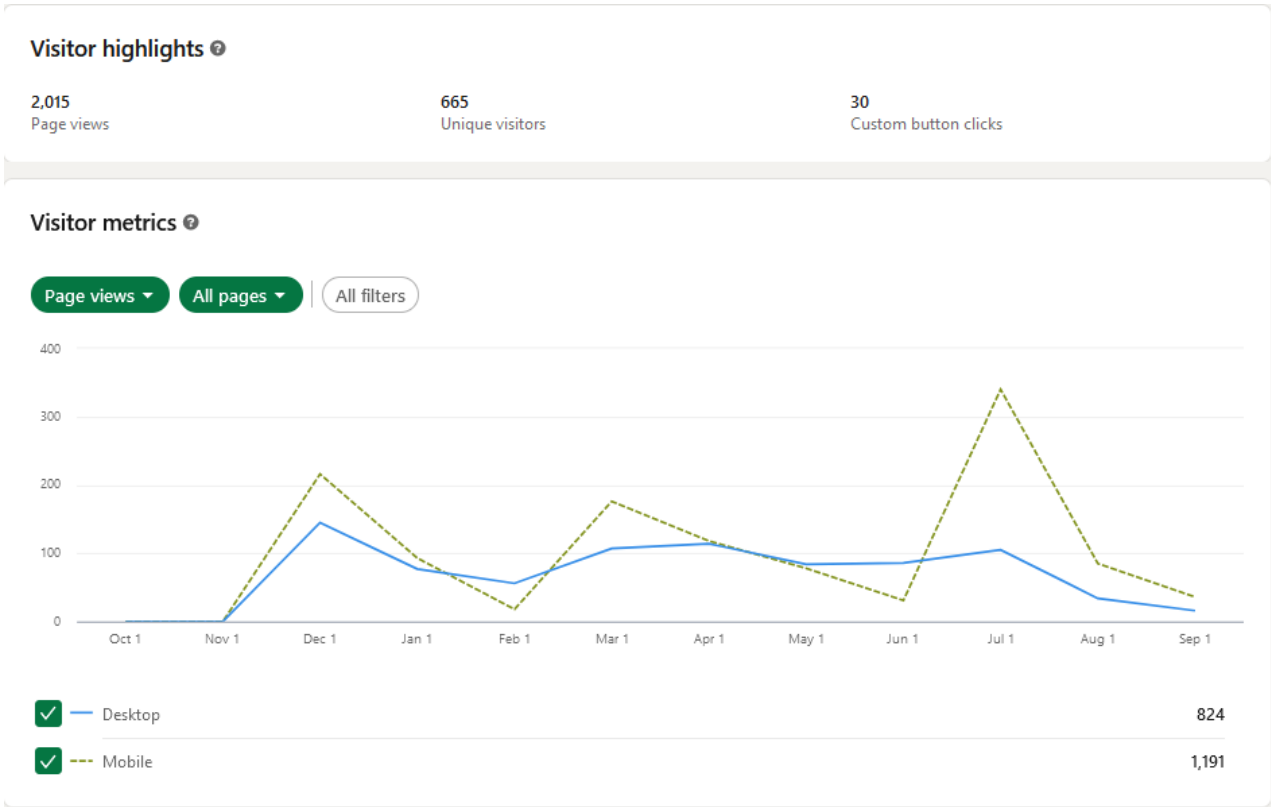 Visitor highlights ?
2,015 665 30
Page views Unique visitors Custom button clicks
Visitor metrics ?
Page views All pages All filters
400
300
200
100
0
Oct 1 Nov 1 Dec 1 Jan 1 Feb 1 Mar 1 Apr 1 May 1 Jun 1 Jul 1 Aug 1 Sep 1
Desktop 824
Mobile 1,191